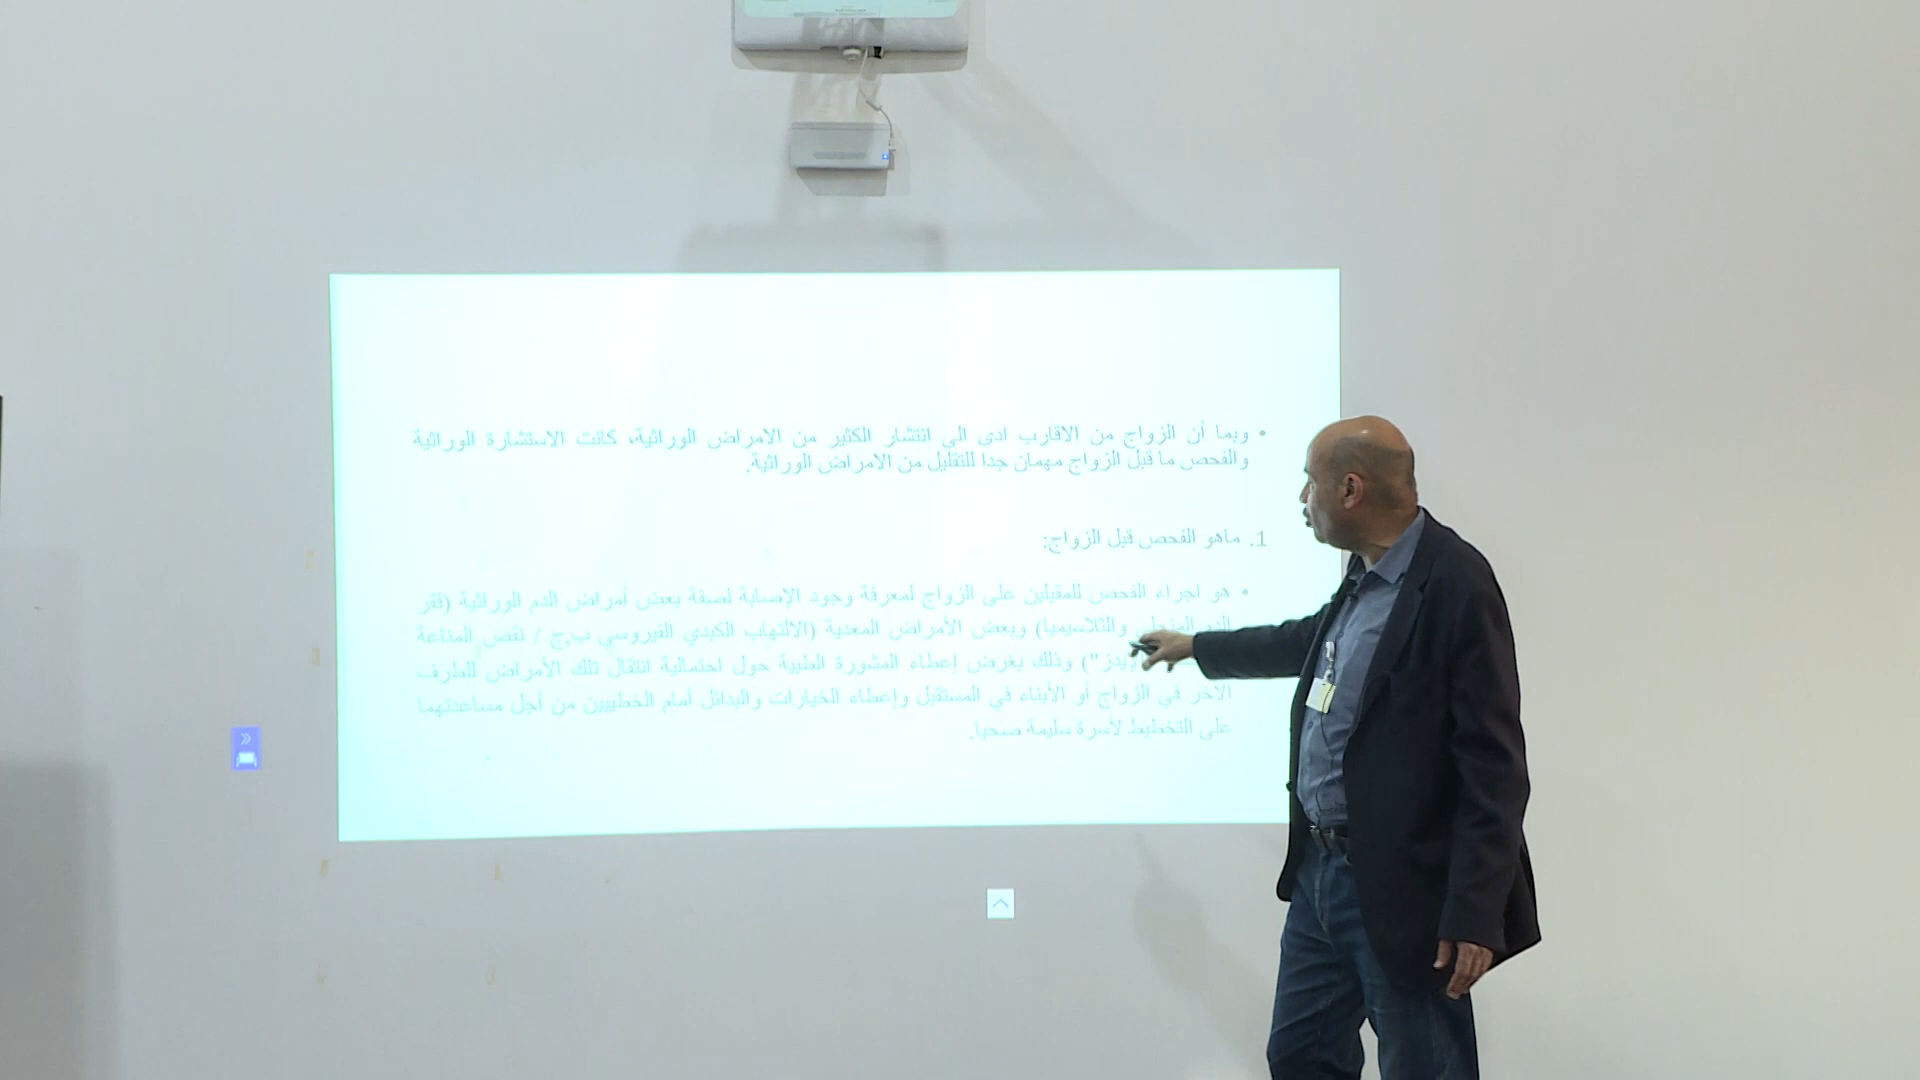 • وبما أن الزواج من الاقارب ادى الى انتشار الكثير من الامراض الوراثية، كانت الاستشارة الوراثية
والفحص ما قبل الزواج مهمان جدا للتقليل من الامراض الوراثية.
1. ماهو الفحص قبل الزواج:
• هو اجراء الفحص للمقبلين على الزواج لمعرفة وجود الإصابة لصفة بعض أمراض الدم الوراثية (فقر
الدم المنجلي والثلاسيميا) وبعض الأمراض المعدية (الالتهاب الكبدي الفيروسي ب.ج / نقص المناعة
وذلك بغرض إعطاء المشورة الطبية حول احتمالية انتقال تلك الأمراض للطرف
الآخر في الزواج أو الأبناء في المستقبل وإعطاء الخيارات والبدائل أمام الخطيبين من أجل مساعدتهما
على التخطيط لأسرة سليمة صحيا.